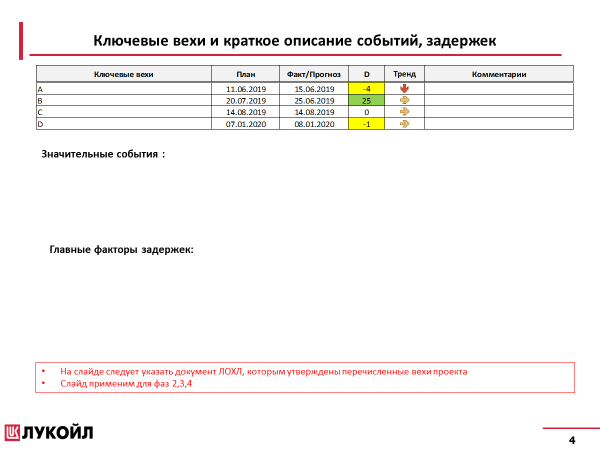 Ключевые вехи и краткое описание событий, задержек
Ключевые вехи План Факт/Прогноз D Тренд Комментарии
A 11.06.2019 15.06.2019 -4
B 20.07.2019 25.06.2019 25
C 14.08.2019 14.08.2019 0
D 07.01.2020 08.01.2020 -1
Значительные события :
Главные факторы задержек:
• На слайде следует указать документ ЛОХЛ, которым утверждены перечисленные вехи проекта
• Слайд применим для фаз 2,3,4
ЛУКОЙЛ
4